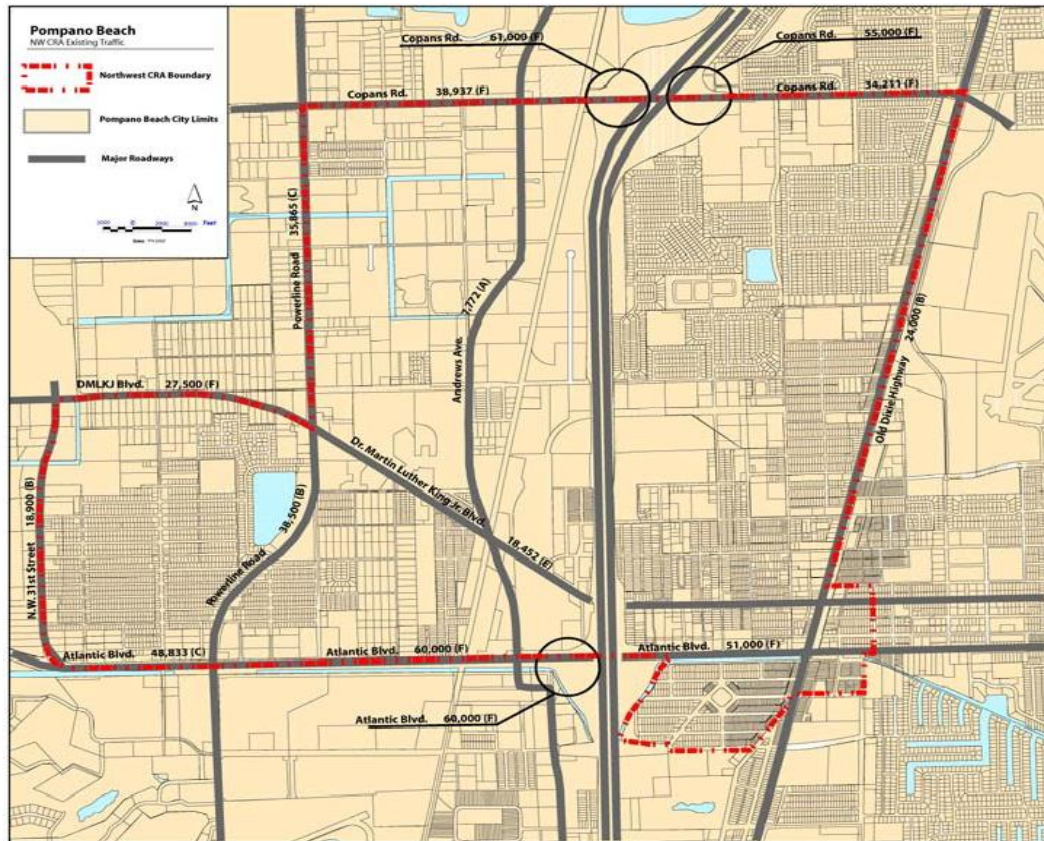 Pompano Beach
NW CRA Existing Traffic
Northwest CRA Boundary
Pompano Beach City Limits
Major Roadways
N
0
Feet
Copans Rd. 61,000 (F)
Copans Rd. 55,000 (F)
Copans Rd. 38,937 (F)
Copans Rd. 34,211 (F)
Powerline Road 35,865 (C)
Andrews Ave. 7,772 (A)
Old Dixie Highway 24,000 (B)
DMLKJ Blvd. 27,500 (F)
Dr. Martin Luther King Jr. Blvd. 18,452 (E)
N.W. 31st Street 18,900 (B)
Powerline Road 38,500 (B)
Atlantic Blvd. 48,833 (C)
60,000 (F)
Atlantic Blvd. 51,000 (F)
Atlantic Blvd. 60,000 (F)